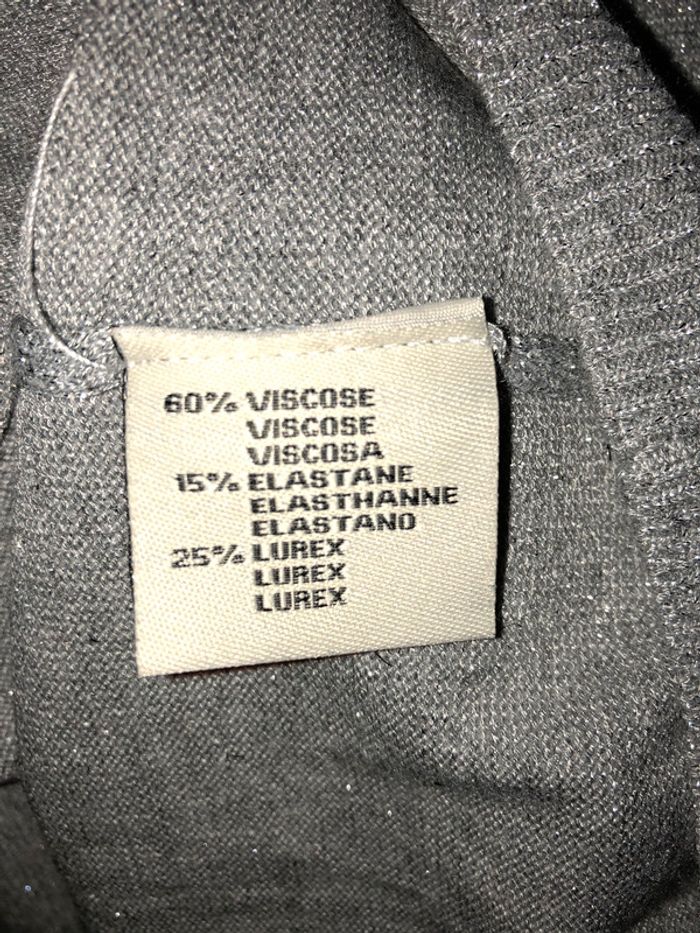 60% VISCOSE
VISCOSE
VISCOSA
15% ELASTANE
ELASTHANNE
ELASTANO
25% LUREX
LUREX
LUREX